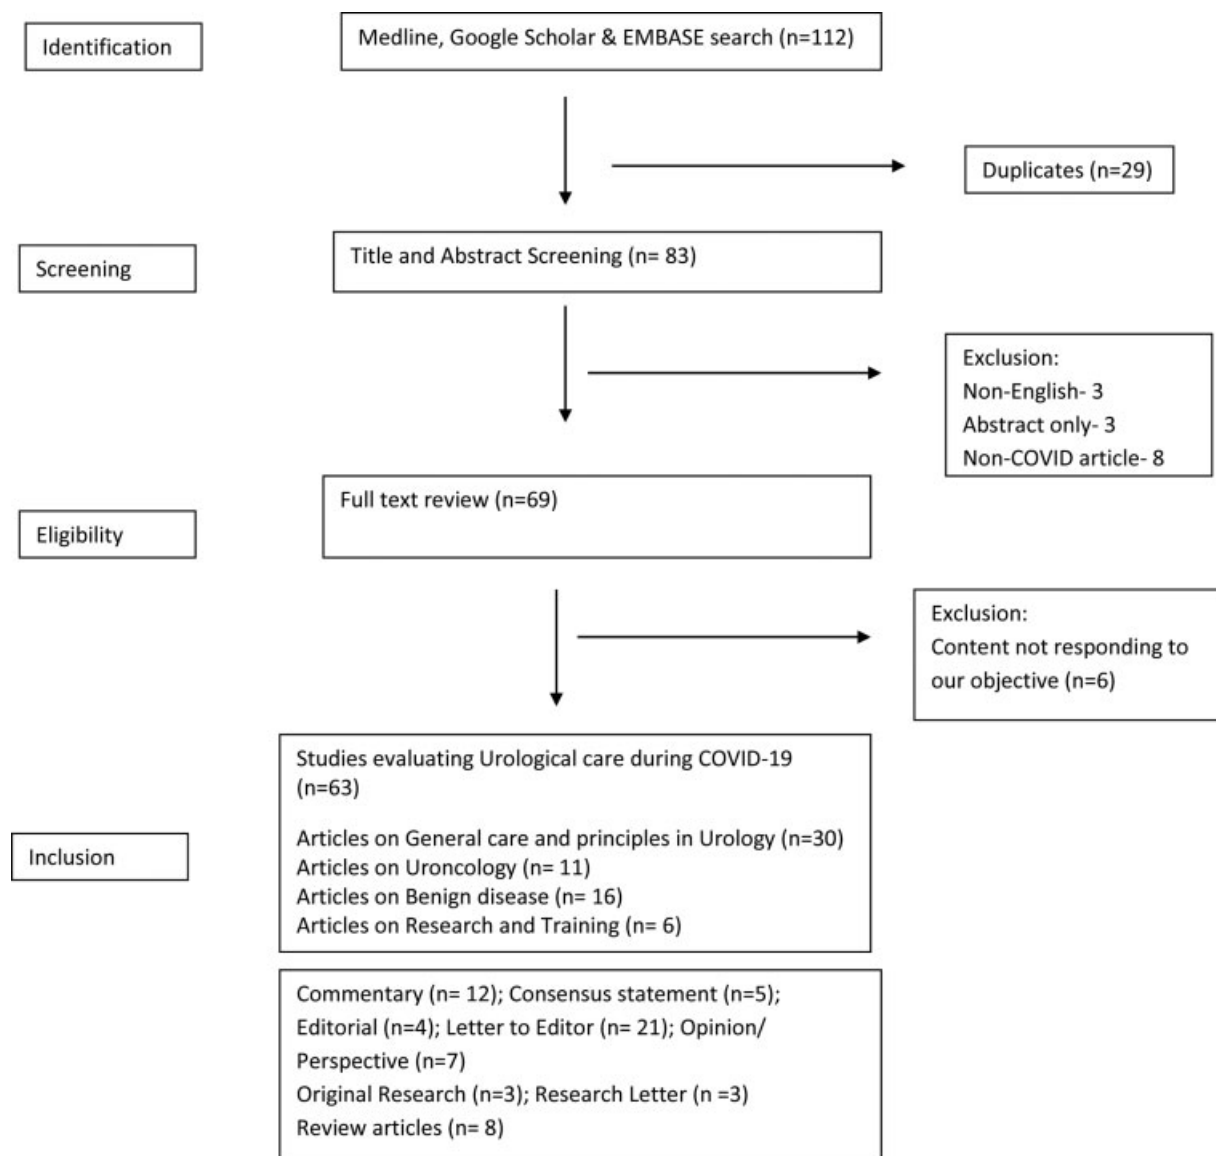 Identification
Medline, Google Scholar & EMBASE search (n=112)
Duplicates (n=29)
Screening
Title and Abstract Screening (n= 83)
Exclusion:
Non-English- 3
Abstract only- 3
Non-COVID article- 8
Eligibility
Full text review (n=69)
Exclusion:
Content not responding to
our objective (n=6)
Inclusion
Studies evaluating Urological care during COVID-19
(n=63)
Articles on General care and principles in Urology (n=30)
Articles on Uroncology (n= 11)
Articles on Benign disease (n= 16)
Articles on Research and Training (n= 6)
Commentary (n= 12); Consensus statement (n=5);
Editorial (n=4); Letter to Editor (n= 21); Opinion/
Perspective (n=7)
Original Research (n=3); Research Letter (n =3)
Review articles (n= 8)